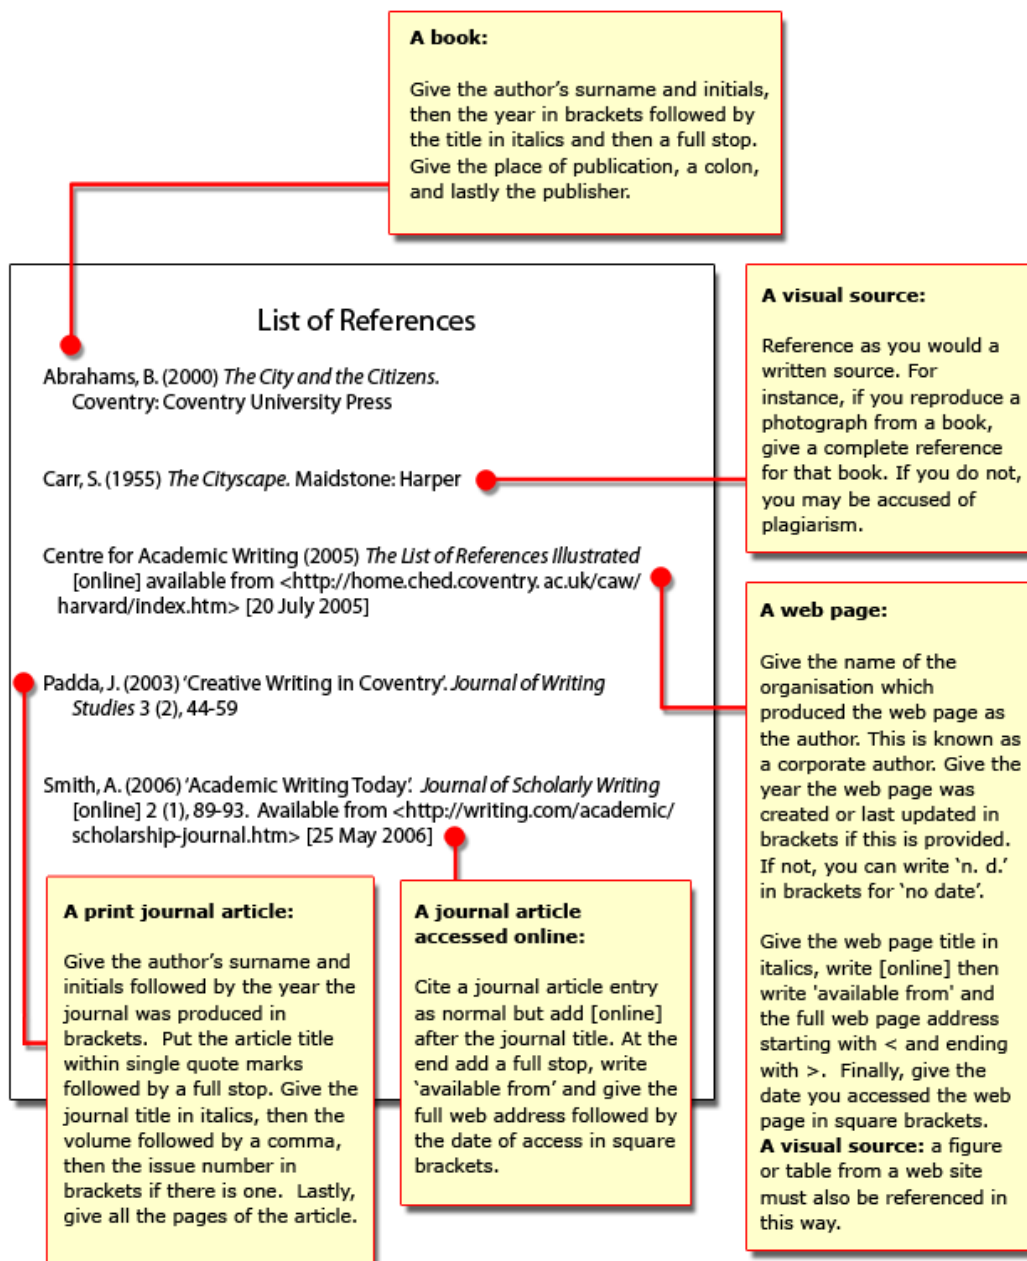 A book:
Give the author's surname and initials,
then the year in brackets followed by
the title in italics and then a full stop.
Give the place of publication, a colon,
and lastly the publisher.
List of References
Abrahams, B. (2000) The City and the Citizens.
Coventry: Coventry University Press
Carr, S. (1955) The Cityscape. Maidstone: Harper
Centre for Academic Writing (2005) The List of References Illustrated
[online] available from <http://home.ched.coventry. ac.uk/caw/
harvard/index.htm> [20 July 2005]
Padda, J. (2003) 'Creative Writing in Coventry'. Journal of Writing
Studies 3 (2), 44-59
Smith, A. (2006) 'Academic Writing Today'. Journal of Scholarly Writing
[online] 2 (1), 89-93. Available from <http://writing.com/academic/
scholarship-journal.htm> [25 May 2006]
A visual source:
Reference as you would a
written source. For
instance, if you reproduce a
photograph from a book,
give a complete reference
for that book. If you do not,
you may be accused of
plagiarism.
A web page:
Give the name of the
organisation which
produced the web page as
the author. This is known as
a corporate author. Give the
year the web page was
created or last updated in
brackets if this is provided.
If not, you can write 'n. d.'
in brackets for 'no date'.
Give the web page title in
italics, write [online] then
write 'available from' and
the full web page address
starting with < and ending
with >. Finally, give the
date you accessed the web
page in square brackets.
A visual source: a figure
or table from a web site
must also be referenced in
this way.
A print journal article:
Give the author's surname and
initials followed by the year the
journal was produced in
brackets. Put the article title
within single quote marks
followed by a full stop. Give the
journal title in italics, then the
volume followed by a comma,
then the issue number in
brackets if there is one. Lastly,
give all the pages of the article.
A journal article
accessed online:
Cite a journal article entry
as normal but add [online]
after the journal title. At the
end add a full stop, write
'available from' and give the
full web address followed by
the date of access in square
brackets.